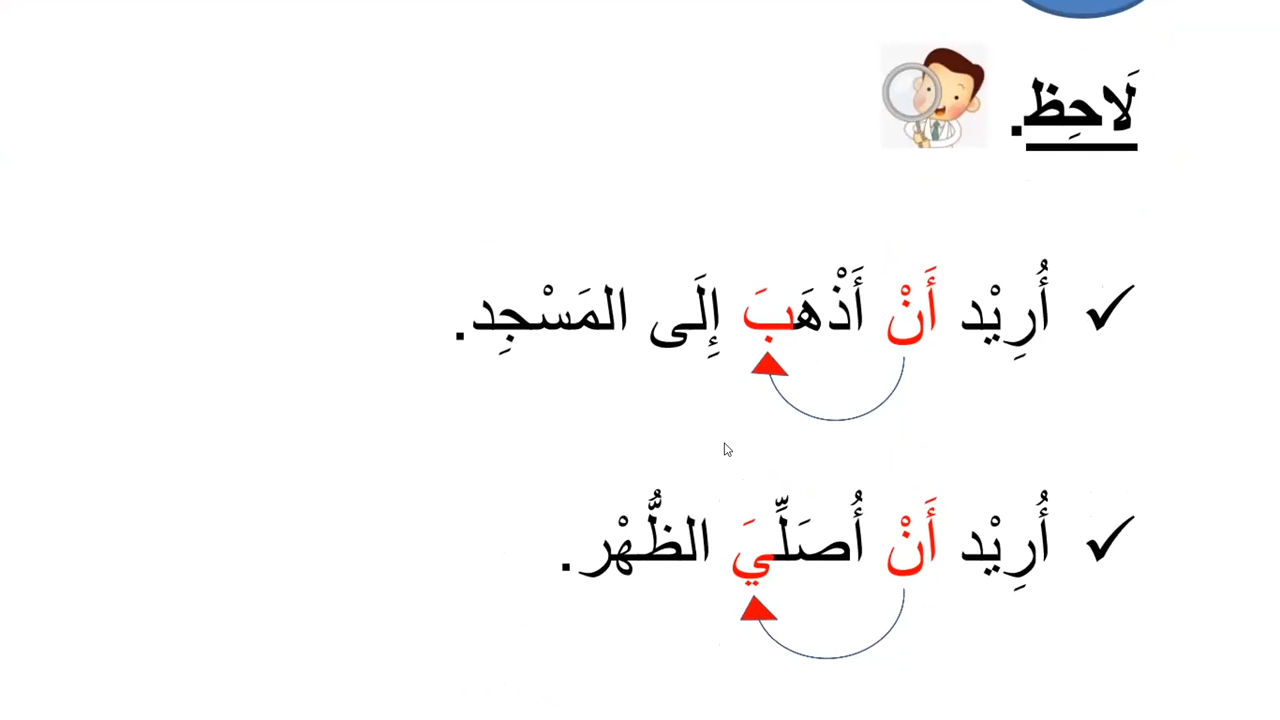 لَاحِظ.
أُرِيْد أَنْ أَذْهَبَ إِلَى المَسْجِد.
أُرِيْد أَنْ أُصَلِّيَ الظُّهْر.